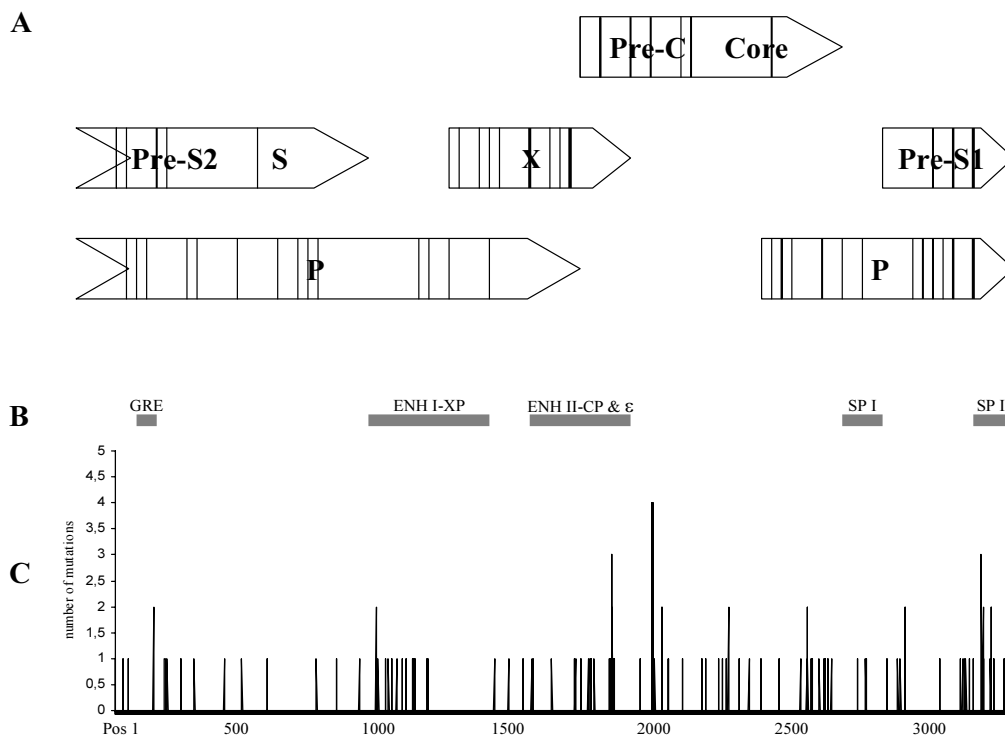 A
Pre-C Core
Pre-S2 S X Pre-S1
P P
B
GRE ENH I-XP ENH II-CP & ε SP I SP I
C
number of mutations
5
4,5
4
3,5
3
2,5
2
1,5
1
0,5
0
Pos 1 500 1000 1500 2000 2500 3000